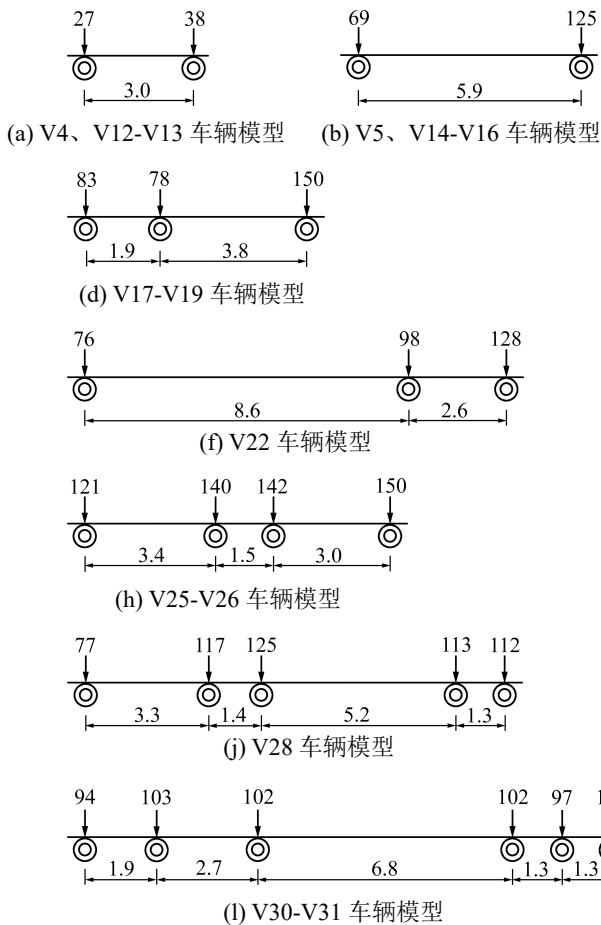 27 38 69 125
3.0 5.9
(a) V4、V12-V13 车辆模型 (b) V5、V14-V16 车辆模型
83 78 150
1.9 3.8
(d) V17-V19 车辆模型
76 98 128
8.6 2.6
(f) V22 车辆模型
121 140 142 150
3.4 1.5 3.0
(h) V25-V26 车辆模型
77 117 125 113 112
3.3 1.4 5.2 1.3
(j) V28 车辆模型
94 103 102 102 97
1.9 2.7 6.8 1.3 1.3
(l) V30-V31 车辆模型